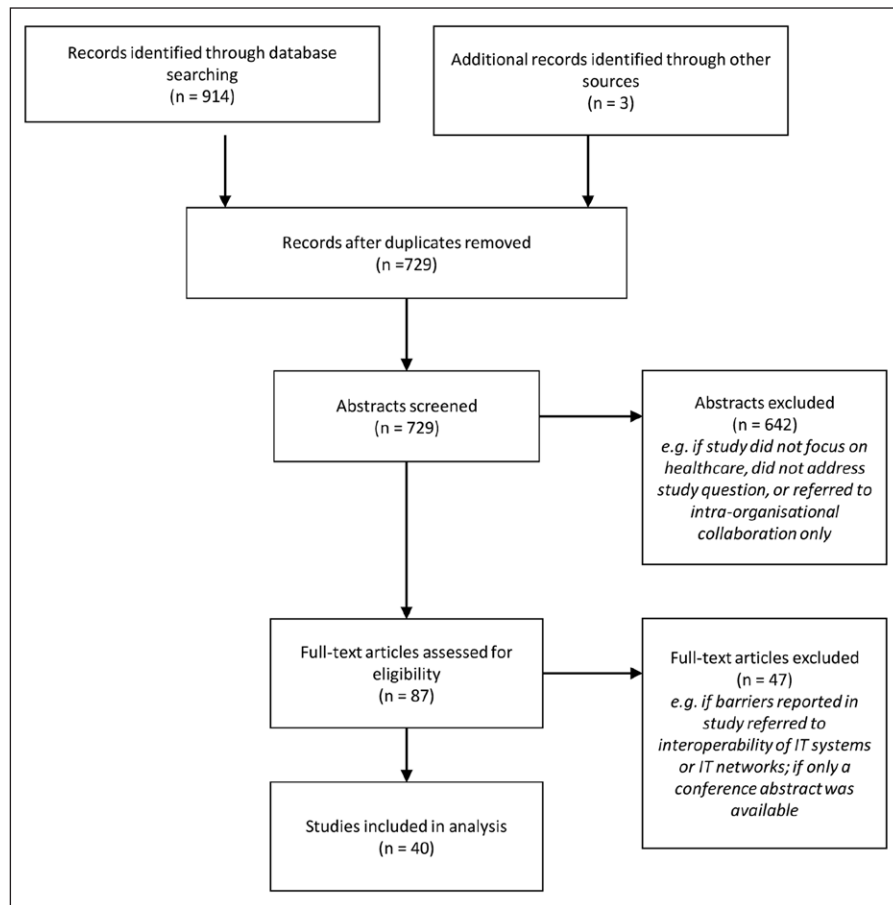 Records identified through database
searching
(n = 914)
Additional records identified through other
sources
(n = 3)
Records after duplicates removed
(n =729)
Abstracts screened
(n = 729)
Abstracts excluded
(n = 642)
e.g. if study did not focus on
healthcare, did not address
study question, or referred to
intra-organisational
collaboration only
Full-text articles assessed for
eligibility
(n = 87)
Full-text articles excluded
(n = 47)
e.g. if barriers reported in
study referred to
interoperability of IT systems
or IT networks; if only a
conference abstract was
available
Studies included in analysis
(n = 40)